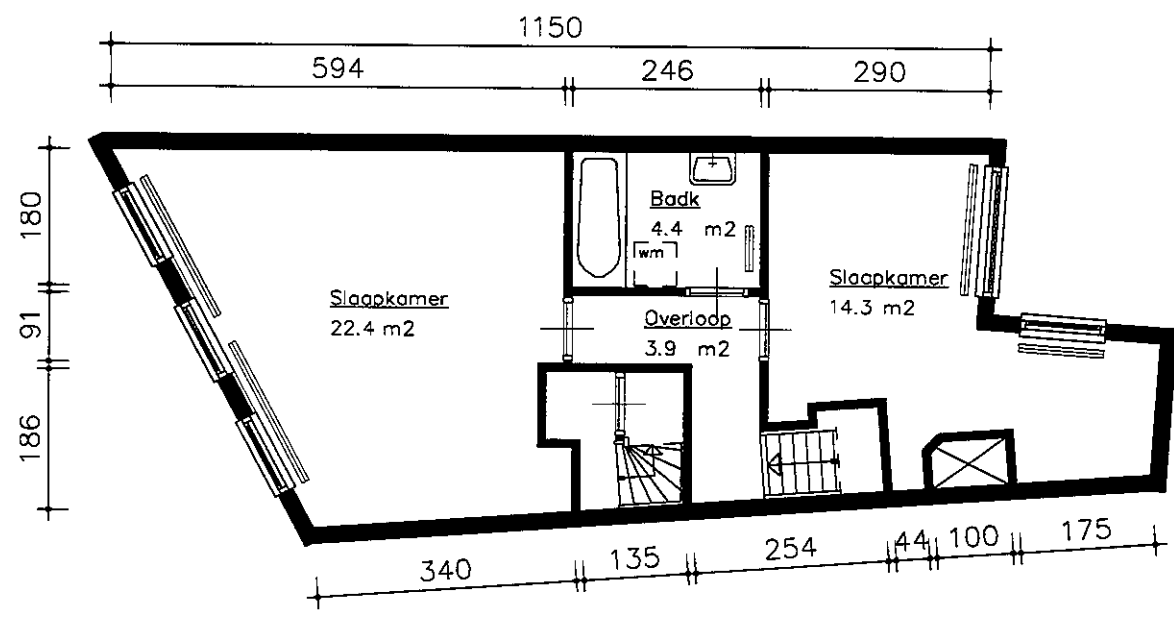 1150
594 246 290
180
91
186
Badk
4.4 m2
wm
Slaapkamer
22.4 m2
Overloop
3.9 m2
Slaapkamer
14.3 m2
340 135 254 44 100 175